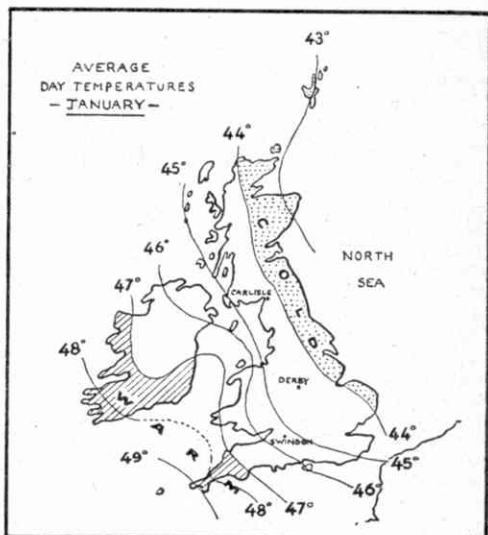 AVERAGE
DAY TEMPERATURES
- JANUARY -
43°
44°
45°
46°
47°
48°
49°
COLD
NORTH
SEA
CARLISLE
DERBY
SWINDON
WARM
44°
45°
46°
47°
48°